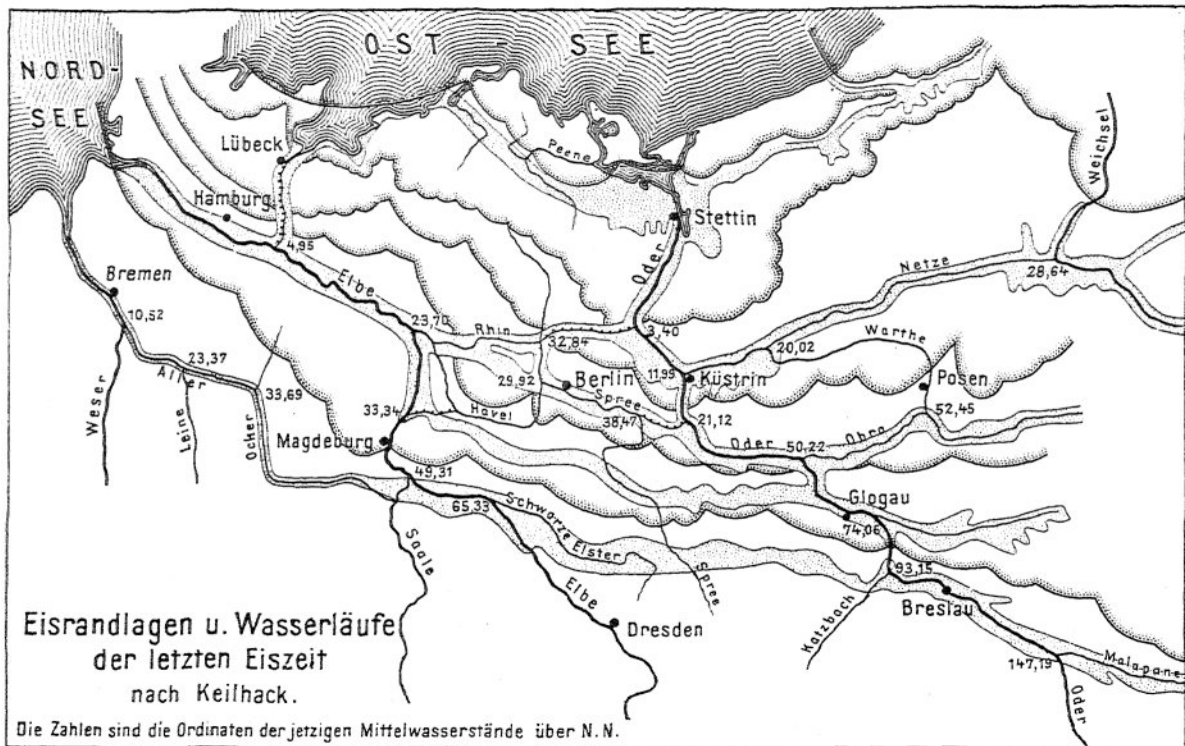 OST - SEE
NORD-
SEE
Lübeck
Peene
Weichsel
Hamburg
Stettin
4,95
Oder
Netze
28,64
Bremen
Elbe
10,52
23,70
Rhin
3,40
32,84
20,02
Warthe
23,37
Aller
29,92
Berlin
11,95
Küstrin
Posen
33,69
Weser
Leine
Ocker
33,34
Havel
Spree
38,47
21,12
52,45
Magdeburg
Oder
50,22
Obra
49,31
Glogau
65,33
Schwarze Elster
74,06
Saale
Spree
93,15
Elbe
Breslau
Katzbach
Dresden
Malapane
147,19
Oder
Eisrandlagen u. Wasserläufe
der letzten Eiszeit
nach Keilhack.
Die Zahlen sind die Ordinaten der jetzigen Mittelwasserstände über N.N.